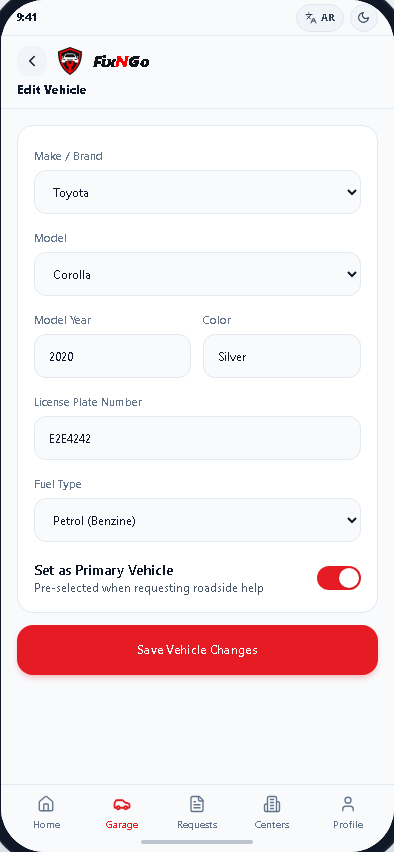 9:41
AR
FixNGo
Edit Vehicle
Make / Brand
Toyota
Model
Corolla
Model Year
Color
2020
Silver
License Plate Number
E2E4242
Fuel Type
Petrol (Benzine)
Set as Primary Vehicle
Pre-selected when requesting roadside help
Save Vehicle Changes
Home
Garage
Requests
Centers
Profile